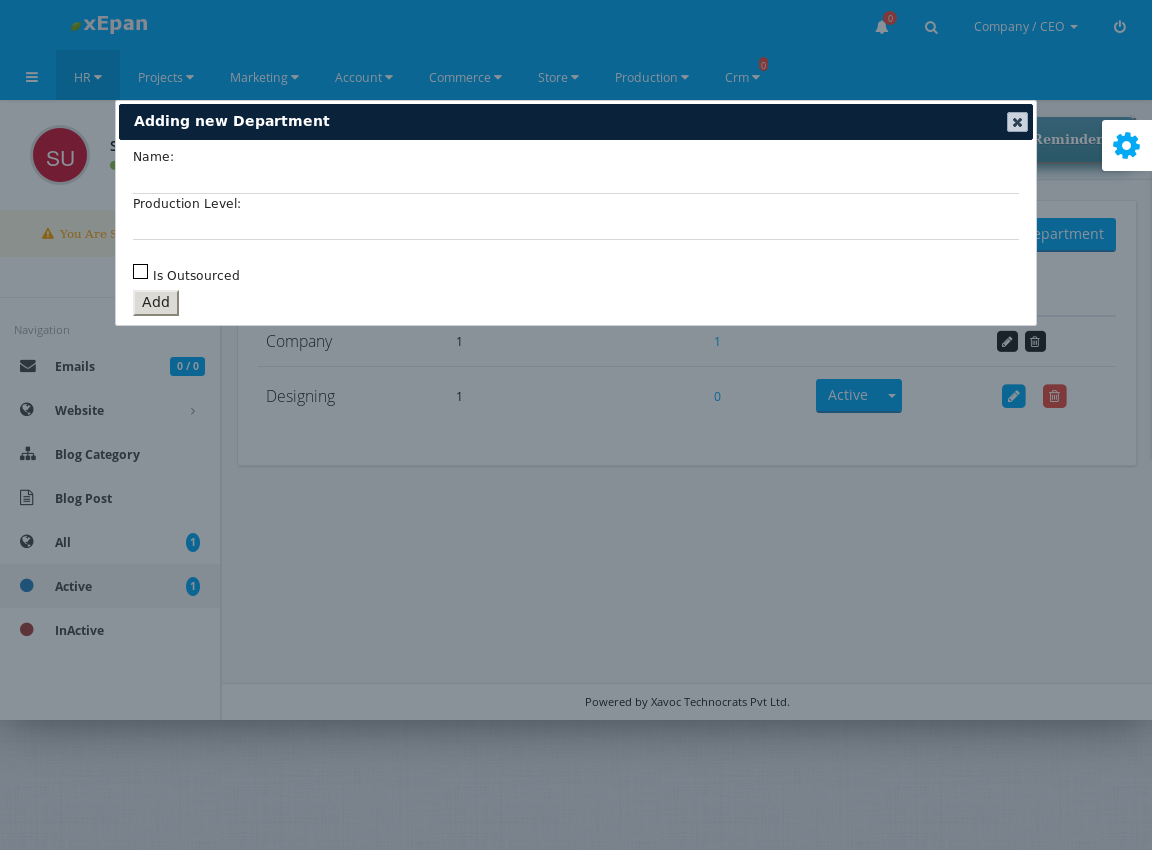 xEpan
0
Company / CEO
HR
Projects
Marketing
Account
Commerce
Store
Production
Crm
0
Adding new Department
Name:
Production Level:
Is Outsourced
Add
SU
S
Reminder
You Are S
epartment
Navigation
Emails
0 / 0
Website
Blog Category
Blog Post
All
1
Active
1
InActive
Company
1
1
Designing
1
0
Active
Powered by Xavoc Technocrats Pvt Ltd.